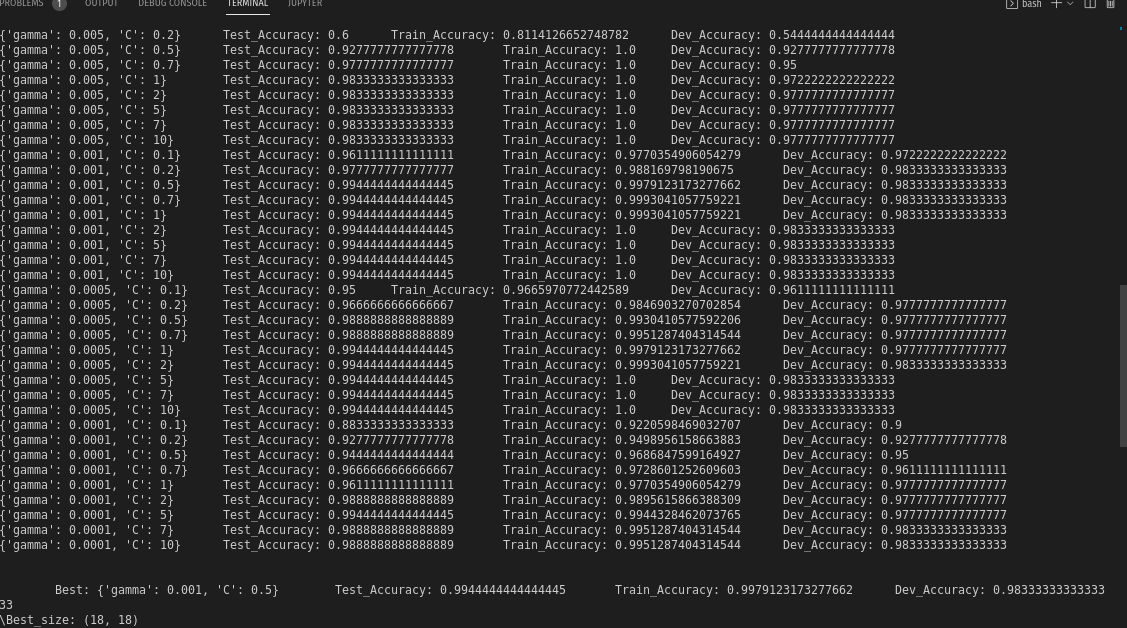 PROBLEMS 1 OUTPUT DEBUG CONSOLE TERMINAL JUPYTER bash
{'gamma': 0.005, 'C': 0.2} Test_Accuracy: 0.6 Train_Accuracy: 0.8114126652748782 Dev_Accuracy: 0.5444444444444444
{'gamma': 0.005, 'C': 0.5} Test_Accuracy: 0.9277777777777778 Train_Accuracy: 1.0 Dev_Accuracy: 0.9277777777777778
{'gamma': 0.005, 'C': 0.7} Test_Accuracy: 0.9777777777777777 Train_Accuracy: 1.0 Dev_Accuracy: 0.95
{'gamma': 0.005, 'C': 1} Test_Accuracy: 0.9833333333333333 Train_Accuracy: 1.0 Dev_Accuracy: 0.9722222222222222
{'gamma': 0.005, 'C': 2} Test_Accuracy: 0.9833333333333333 Train_Accuracy: 1.0 Dev_Accuracy: 0.9777777777777777
{'gamma': 0.005, 'C': 5} Test_Accuracy: 0.9833333333333333 Train_Accuracy: 1.0 Dev_Accuracy: 0.9777777777777777
{'gamma': 0.005, 'C': 7} Test_Accuracy: 0.9833333333333333 Train_Accuracy: 1.0 Dev_Accuracy: 0.9777777777777777
{'gamma': 0.005, 'C': 10} Test_Accuracy: 0.9833333333333333 Train_Accuracy: 1.0 Dev_Accuracy: 0.9777777777777777
{'gamma': 0.001, 'C': 0.1} Test_Accuracy: 0.9611111111111111 Train_Accuracy: 0.9770354906054279 Dev_Accuracy: 0.9722222222222222
{'gamma': 0.001, 'C': 0.2} Test_Accuracy: 0.9777777777777777 Train_Accuracy: 0.988169798190675 Dev_Accuracy: 0.9833333333333333
{'gamma': 0.001, 'C': 0.5} Test_Accuracy: 0.9944444444444445 Train_Accuracy: 0.9979123173277662 Dev_Accuracy: 0.9833333333333333
{'gamma': 0.001, 'C': 0.7} Test_Accuracy: 0.9944444444444445 Train_Accuracy: 0.9993041057759221 Dev_Accuracy: 0.9833333333333333
{'gamma': 0.001, 'C': 1} Test_Accuracy: 0.9944444444444445 Train_Accuracy: 0.9993041057759221 Dev_Accuracy: 0.9833333333333333
{'gamma': 0.001, 'C': 2} Test_Accuracy: 0.9944444444444445 Train_Accuracy: 1.0 Dev_Accuracy: 0.9833333333333333
{'gamma': 0.001, 'C': 5} Test_Accuracy: 0.9944444444444445 Train_Accuracy: 1.0 Dev_Accuracy: 0.9833333333333333
{'gamma': 0.001, 'C': 7} Test_Accuracy: 0.9944444444444445 Train_Accuracy: 1.0 Dev_Accuracy: 0.9833333333333333
{'gamma': 0.001, 'C': 10} Test_Accuracy: 0.9944444444444445 Train_Accuracy: 1.0 Dev_Accuracy: 0.9833333333333333
{'gamma': 0.0005, 'C': 0.1} Test_Accuracy: 0.95 Train_Accuracy: 0.9665970772442589 Dev_Accuracy: 0.9611111111111111
{'gamma': 0.0005, 'C': 0.2} Test_Accuracy: 0.9666666666666667 Train_Accuracy: 0.9846903270702854 Dev_Accuracy: 0.9777777777777777
{'gamma': 0.0005, 'C': 0.5} Test_Accuracy: 0.9888888888888889 Train_Accuracy: 0.9930410577592206 Dev_Accuracy: 0.9777777777777777
{'gamma': 0.0005, 'C': 0.7} Test_Accuracy: 0.9888888888888889 Train_Accuracy: 0.9951287404314544 Dev_Accuracy: 0.9777777777777777
{'gamma': 0.0005, 'C': 1} Test_Accuracy: 0.9944444444444445 Train_Accuracy: 0.9979123173277662 Dev_Accuracy: 0.9777777777777777
{'gamma': 0.0005, 'C': 2} Test_Accuracy: 0.9944444444444445 Train_Accuracy: 0.9993041057759221 Dev_Accuracy: 0.9833333333333333
{'gamma': 0.0005, 'C': 5} Test_Accuracy: 0.9944444444444445 Train_Accuracy: 1.0 Dev_Accuracy: 0.9833333333333333
{'gamma': 0.0005, 'C': 7} Test_Accuracy: 0.9944444444444445 Train_Accuracy: 1.0 Dev_Accuracy: 0.9833333333333333
{'gamma': 0.0005, 'C': 10} Test_Accuracy: 0.9944444444444445 Train_Accuracy: 1.0 Dev_Accuracy: 0.9833333333333333
{'gamma': 0.0001, 'C': 0.1} Test_Accuracy: 0.8833333333333333 Train_Accuracy: 0.9220598469032707 Dev_Accuracy: 0.9
{'gamma': 0.0001, 'C': 0.2} Test_Accuracy: 0.9277777777777778 Train_Accuracy: 0.9498956158663883 Dev_Accuracy: 0.9277777777777778
{'gamma': 0.0001, 'C': 0.5} Test_Accuracy: 0.9444444444444444 Train_Accuracy: 0.9686847599164927 Dev_Accuracy: 0.95
{'gamma': 0.0001, 'C': 0.7} Test_Accuracy: 0.9666666666666667 Train_Accuracy: 0.9728601252609603 Dev_Accuracy: 0.9611111111111111
{'gamma': 0.0001, 'C': 1} Test_Accuracy: 0.9611111111111111 Train_Accuracy: 0.9770354906054279 Dev_Accuracy: 0.9777777777777777
{'gamma': 0.0001, 'C': 2} Test_Accuracy: 0.9888888888888889 Train_Accuracy: 0.9895615866388309 Dev_Accuracy: 0.9777777777777777
{'gamma': 0.0001, 'C': 5} Test_Accuracy: 0.9944444444444445 Train_Accuracy: 0.9944328462073765 Dev_Accuracy: 0.9777777777777777
{'gamma': 0.0001, 'C': 7} Test_Accuracy: 0.9888888888888889 Train_Accuracy: 0.9951287404314544 Dev_Accuracy: 0.9833333333333333
{'gamma': 0.0001, 'C': 10} Test_Accuracy: 0.9888888888888889 Train_Accuracy: 0.9951287404314544 Dev_Accuracy: 0.9833333333333333
Best: {'gamma': 0.001, 'C': 0.5} Test_Accuracy: 0.9944444444444445 Train_Accuracy: 0.9979123173277662 Dev_Accuracy: 0.98333333333333
33
\Best_size: (18, 18)